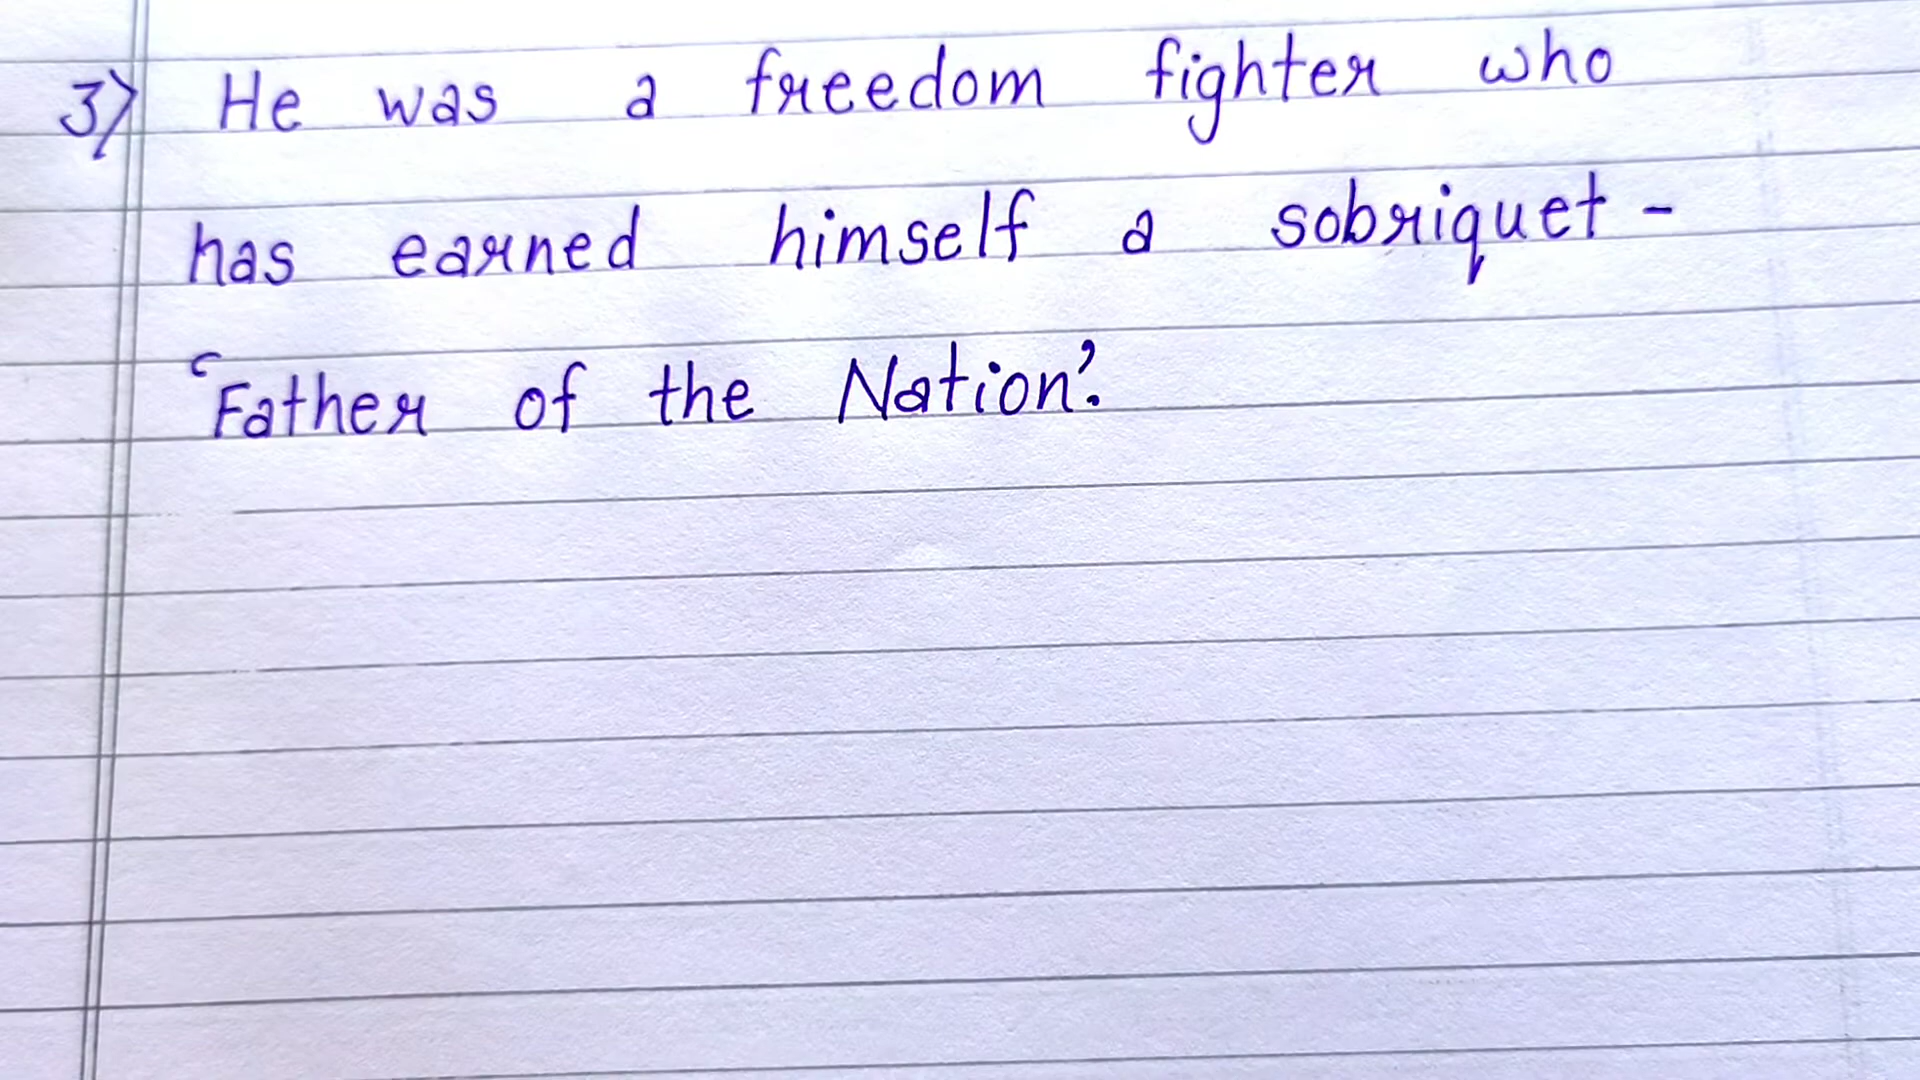 3) He was a freedom fighter who
has earned himself a sobriquet -
‘Father of the Nation’.